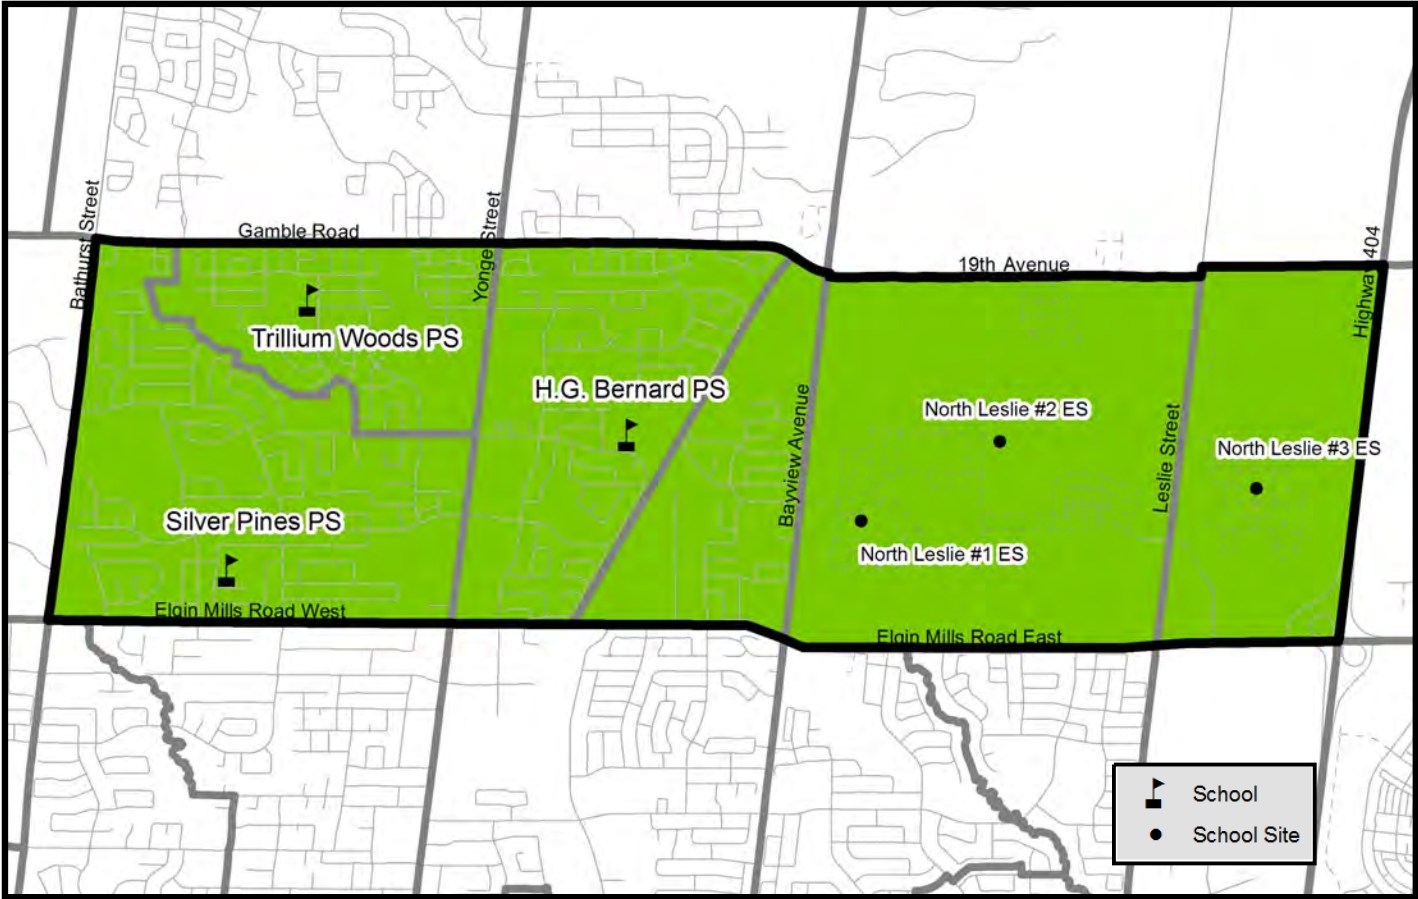 Bathurst Street
Gamble Road
Yonge Street
19th Avenue
Highway 404
Trillium Woods PS
H.G. Bernard PS
Bayview Avenue
North Leslie #2 ES
Leslie Street
North Leslie #3 ES
Silver Pines PS
North Leslie #1 ES
Elgin Mills Road West
Elgin Mills Road East
School
School Site